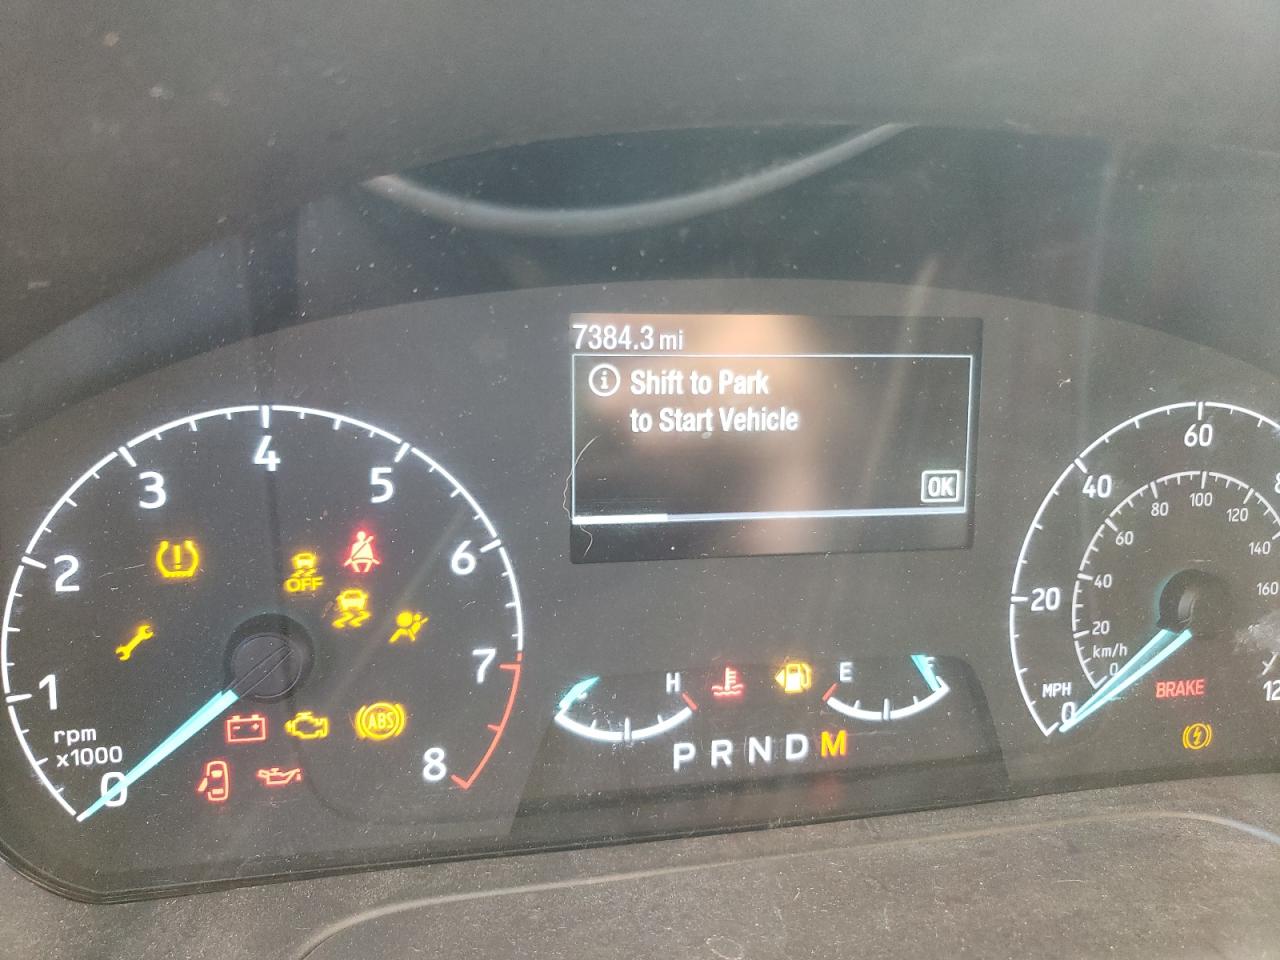 7384.3 mi
Shift to Park
to Start Vehicle
OK
0
1
2
3
4
5
6
7
8
rpm
x1000
OFF
ABS
H
E
P R N D M
0
20
40
60
MPH
0
20
40
60
80
100
120
140
160
km/h
BRAKE